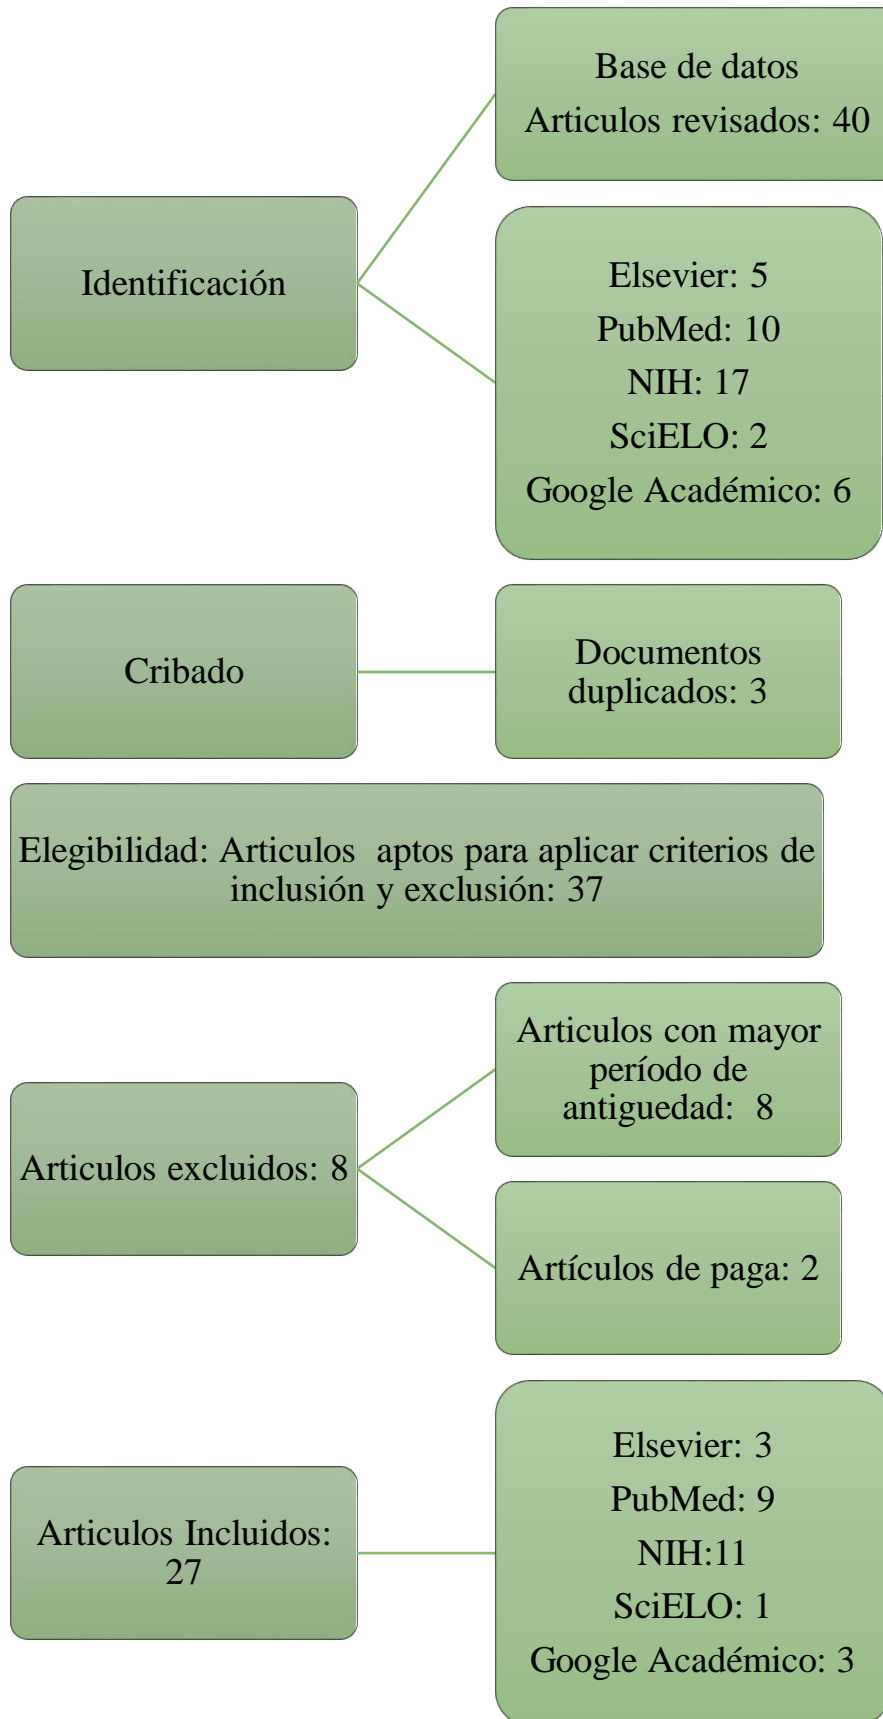 Base de datos
Articulos revisados: 40
Identificación
Elsevier: 5
PubMed: 10
NIH: 17
SciELO: 2
Google Académico: 6
Cribado
Documentos
duplicados: 3
Elegibilidad: Articulos aptos para aplicar criterios de
inclusión y exclusión: 37
Articulos excluidos: 8
Articulos con mayor
período de
antiguedad: 8
Artículos de paga: 2
Articulos Incluidos:
27
Elsevier: 3
PubMed: 9
NIH:11
SciELO: 1
Google Académico: 3